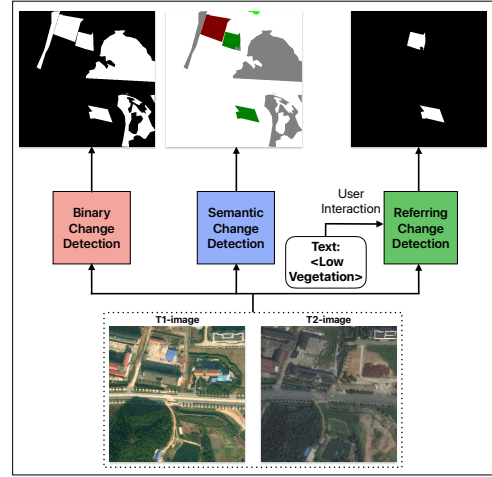 Binary
Change
Detection
Semantic
Change
Detection
User
Interaction
Text:
<Low
Vegetation>
Referring
Change
Detection
T1-image
T2-image